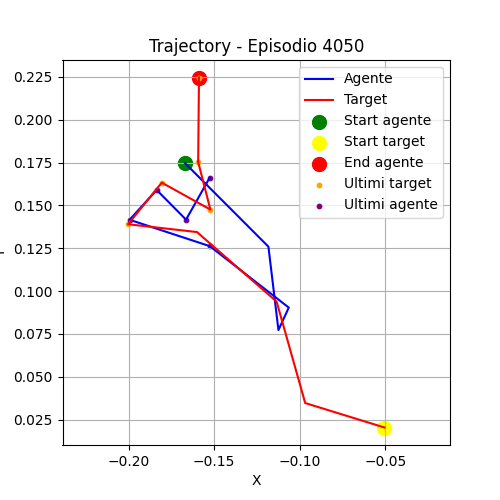 Trajectory - Episodio 4050
Agente
Target
Start agente
Start target
End agente
Ultimi target
Ultimi agente
0.225
0.200
0.175
0.150
0.125
0.100
0.075
0.050
0.025
−0.20
−0.15
−0.10
−0.05
X